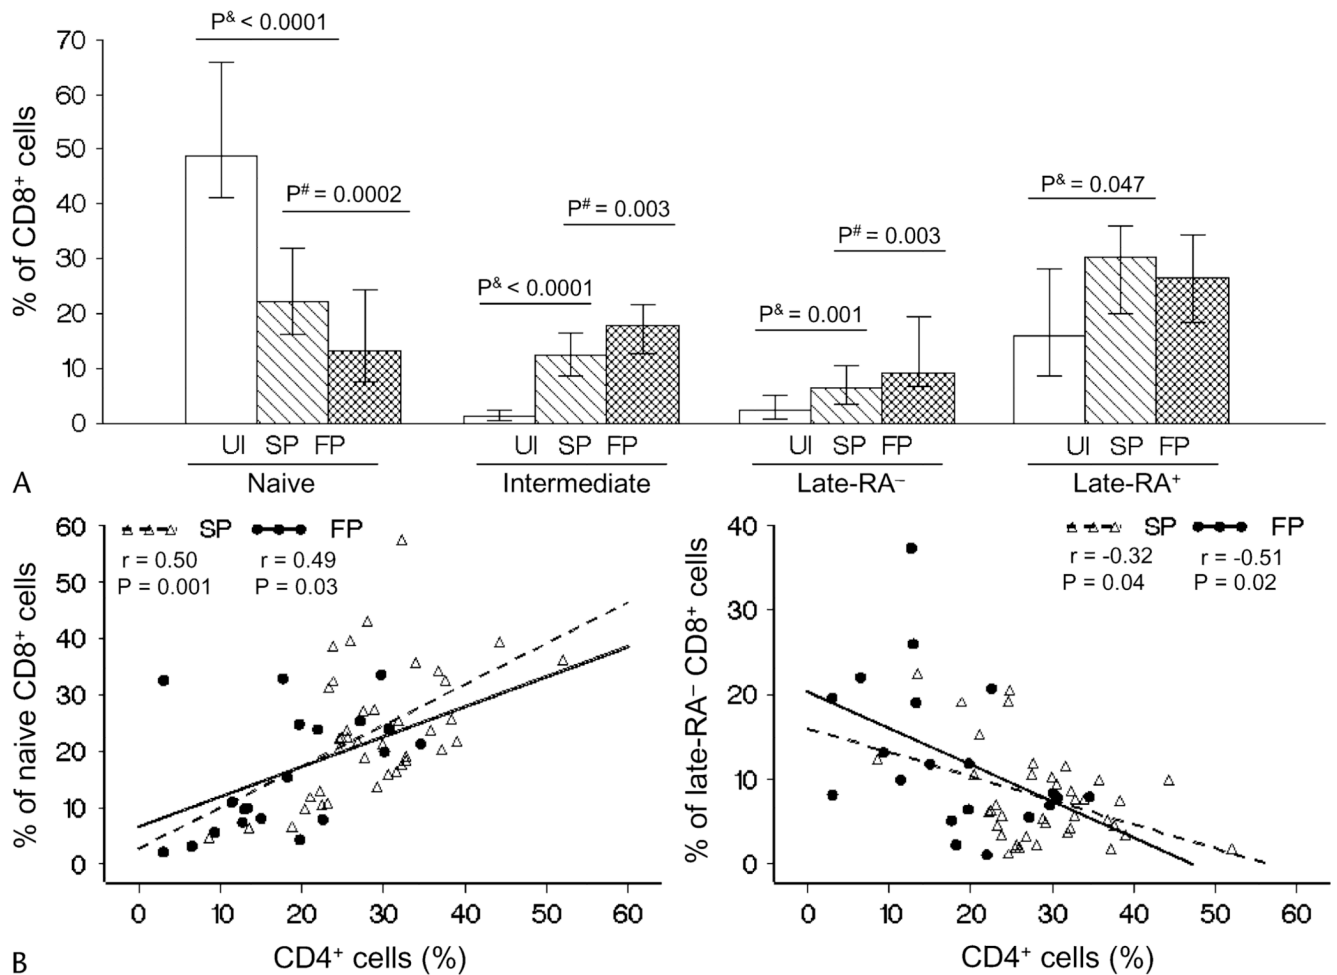 P& < 0.0001
70
60
50
40
30
20
10
0
% of CD8+ cells
P# = 0.0002
P& < 0.0001
P# = 0.003
P& = 0.001
P# = 0.003
P& = 0.047
UI SP FP
UI SP FP
UI SP FP
UI SP FP
Naive
Intermediate
Late-RA–
Late-RA+
A
SP FP
r = 0.50 r = 0.49
P = 0.001 P = 0.03
60
50
40
30
20
10
0
% of naive CD8+ cells
0 10 20 30 40 50 60
CD4+ cells (%)
SP FP
r = -0.32 r = -0.51
P = 0.04 P = 0.02
40
30
20
10
0
% of late-RA– CD8+ cells
0 10 20 30 40 50 60
CD4+ cells (%)
B